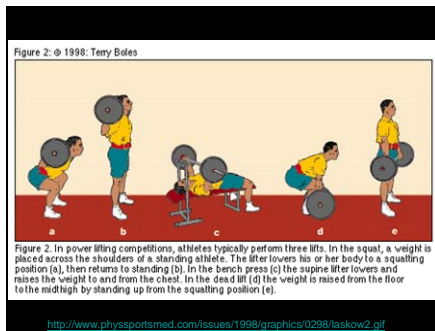 Figure 2: © 1998: Terry Boles
a
b
c
d
e
Figure 2. In power lifting competitions, athletes typically perform three lifts. In the squat, a weight is
placed across the shoulders of a standing athlete. The lifter lowers his or her body to a squatting
position (a), then returns to standing (b). In the bench press (c) the supine lifter lowers and
raises the weight to and from the chest. In the dead lift (d) the weight is raised from the floor
to the midthigh by standing up from the squatting position (e).
http://www.physsportsmed.com/issues/1998/graphics/0298/laskow2.gif